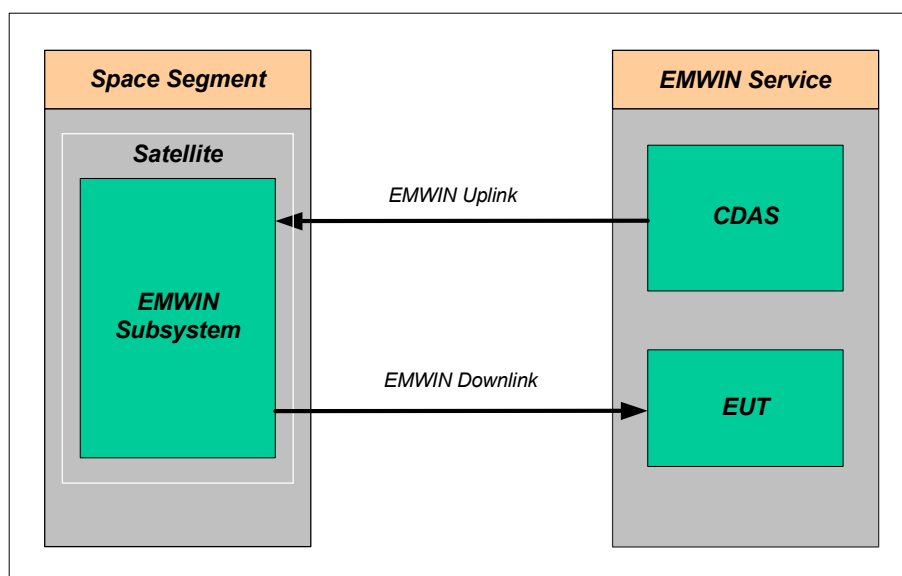 Space Segment
EMWIN Service
Satellite
EMWIN Uplink
CDAS
EMWIN
Subsystem
EMWIN Downlink
EUT